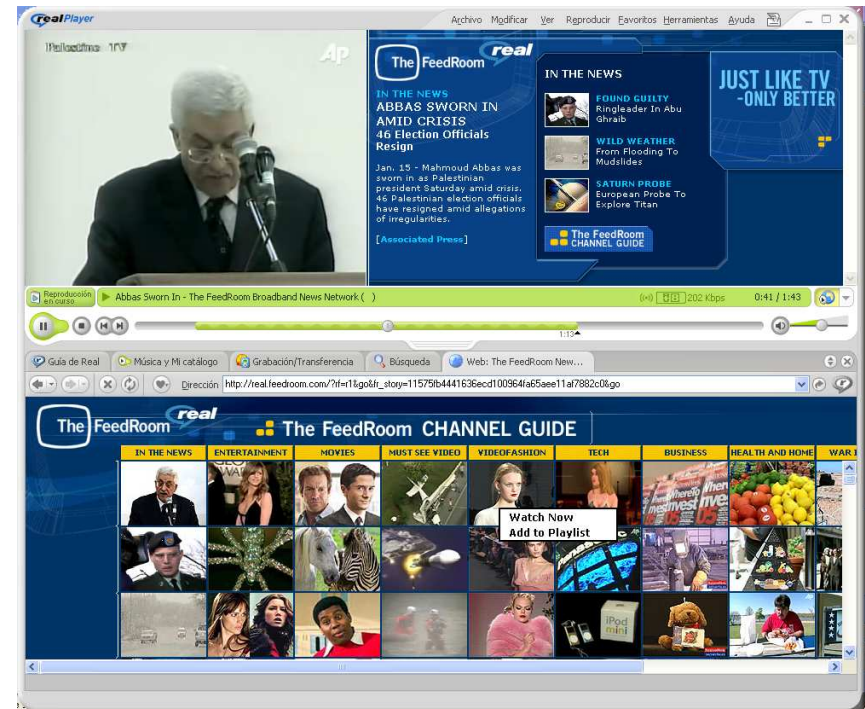 realPlayer
Archivo Modificar Ver Reproducir Favoritos Herramientas Ayuda
AP
The FeedRoom real
IN THE NEWS
ABBAS SWORN IN
AMID CRISIS
46 Election Officials
Resign
Jan. 15 - Mahmoud Abbas was
sworn in as Palestinian
president Saturday amid crisis.
46 Palestinian election officials
have resigned amid allegations
of irregularities.
[Associated Press]
IN THE NEWS
FOUND GUILTY
Ringleader In Abu
Ghraib
WILD WEATHER
From Flooding To
Mudslides
SATURN PROBE
European Probe To
Explore Titan
The FeedRoom
CHANNEL GUIDE
JUST LIKE TV
-ONLY BETTER
Reproducción
en curso
Abbas Sworn In - The FeedRoom Broadband News Network ( )
202 Kbps
0:41 / 1:43
1:13
Guía de Real
Música y Mi catálogo
Grabación/Transferencia
Búsqueda
Web: The FeedRoom New...
Dirección
http://real.feedroom.com/?rf=r1&go&fr_story=11575fb4441636ecd100964fa65aee11af7882c0&go
The FeedRoom real
The FeedRoom CHANNEL GUIDE
IN THE NEWS ENTERTAINMENT MOVIES MUST SEE VIDEO VIDEOFASHION TECH BUSINESS HEALTH AND HOME WAR
Watch Now
Add to Playlist
iPod
mini